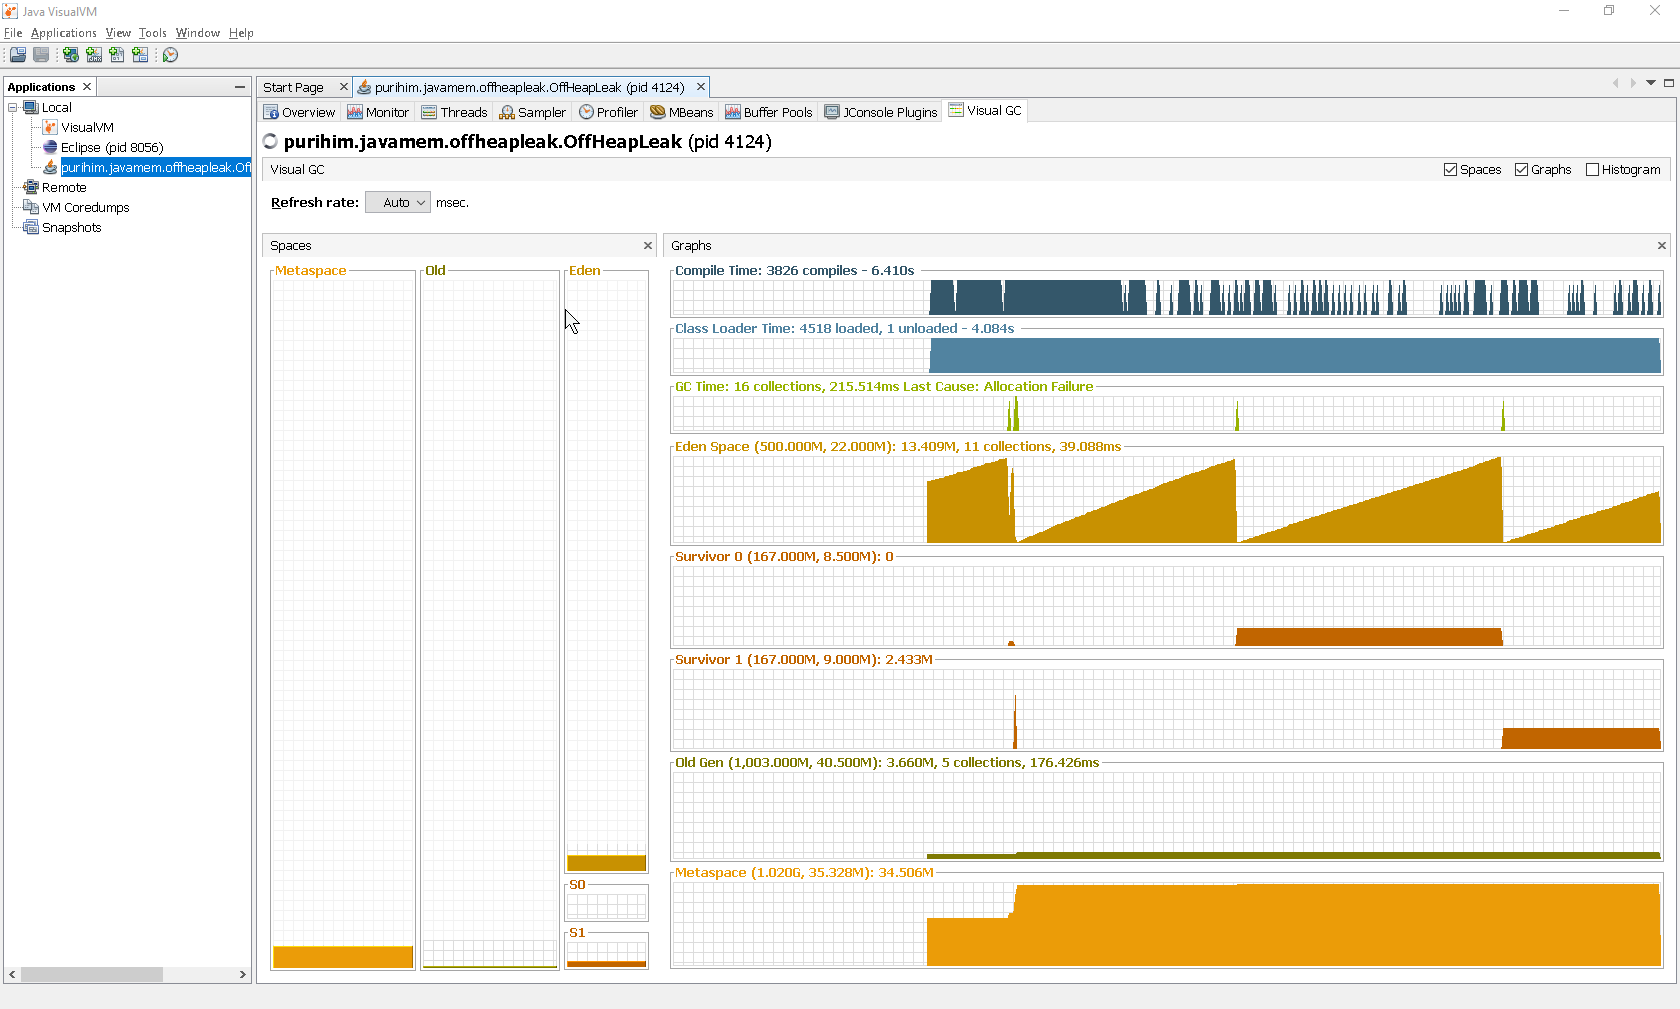 Java VisualVM
File Applications View Tools Window Help
Applications
Local
VisualVM
Eclipse (pid 8056)
purihim.javamem.offheapleak.Of
Remote
VM Coredumps
Snapshots
Start Page
purihim.javamem.offheapleak.OffHeapLeak (pid 4124)
Overview Monitor Threads Sampler Profiler MBeans Buffer Pools JConsole Plugins Visual GC
purihim.javamem.offheapleak.OffHeapLeak (pid 4124)
Visual GC
Spaces Graphs Histogram
Refresh rate: Auto msec.
Spaces
Metaspace
Old
Eden
S0
S1
Graphs
Compile Time: 3826 compiles - 6.410s
Class Loader Time: 4518 loaded, 1 unloaded - 4.084s
GC Time: 16 collections, 215.514ms Last Cause: Allocation Failure
Eden Space (500.000M, 22.000M): 13.409M, 11 collections, 39.088ms
Survivor 0 (167.000M, 8.500M): 0
Survivor 1 (167.000M, 9.000M): 2.433M
Old Gen (1,003.000M, 40.500M): 3.660M, 5 collections, 176.426ms
Metaspace (1.020G, 35.328M): 34.506M